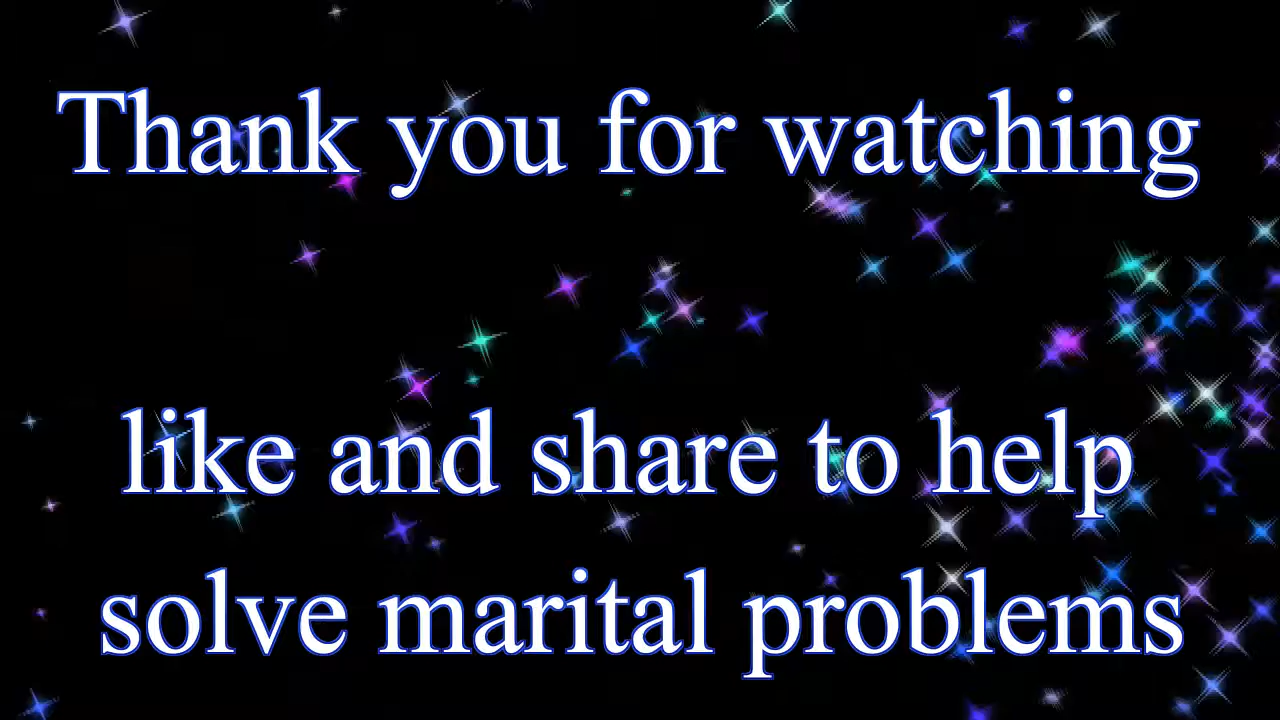 Thank you for watching
like and share to help
solve marital problems